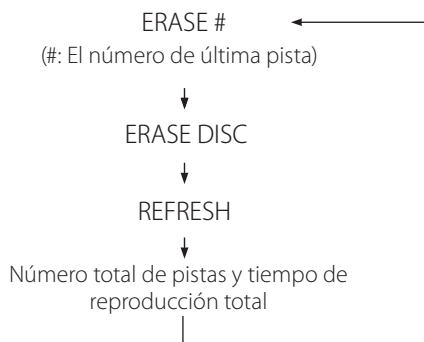 ERASE #
(#: El número de última pista)
ERASE DISC
REFRESH
Número total de pistas y tiempo de
reproducción total